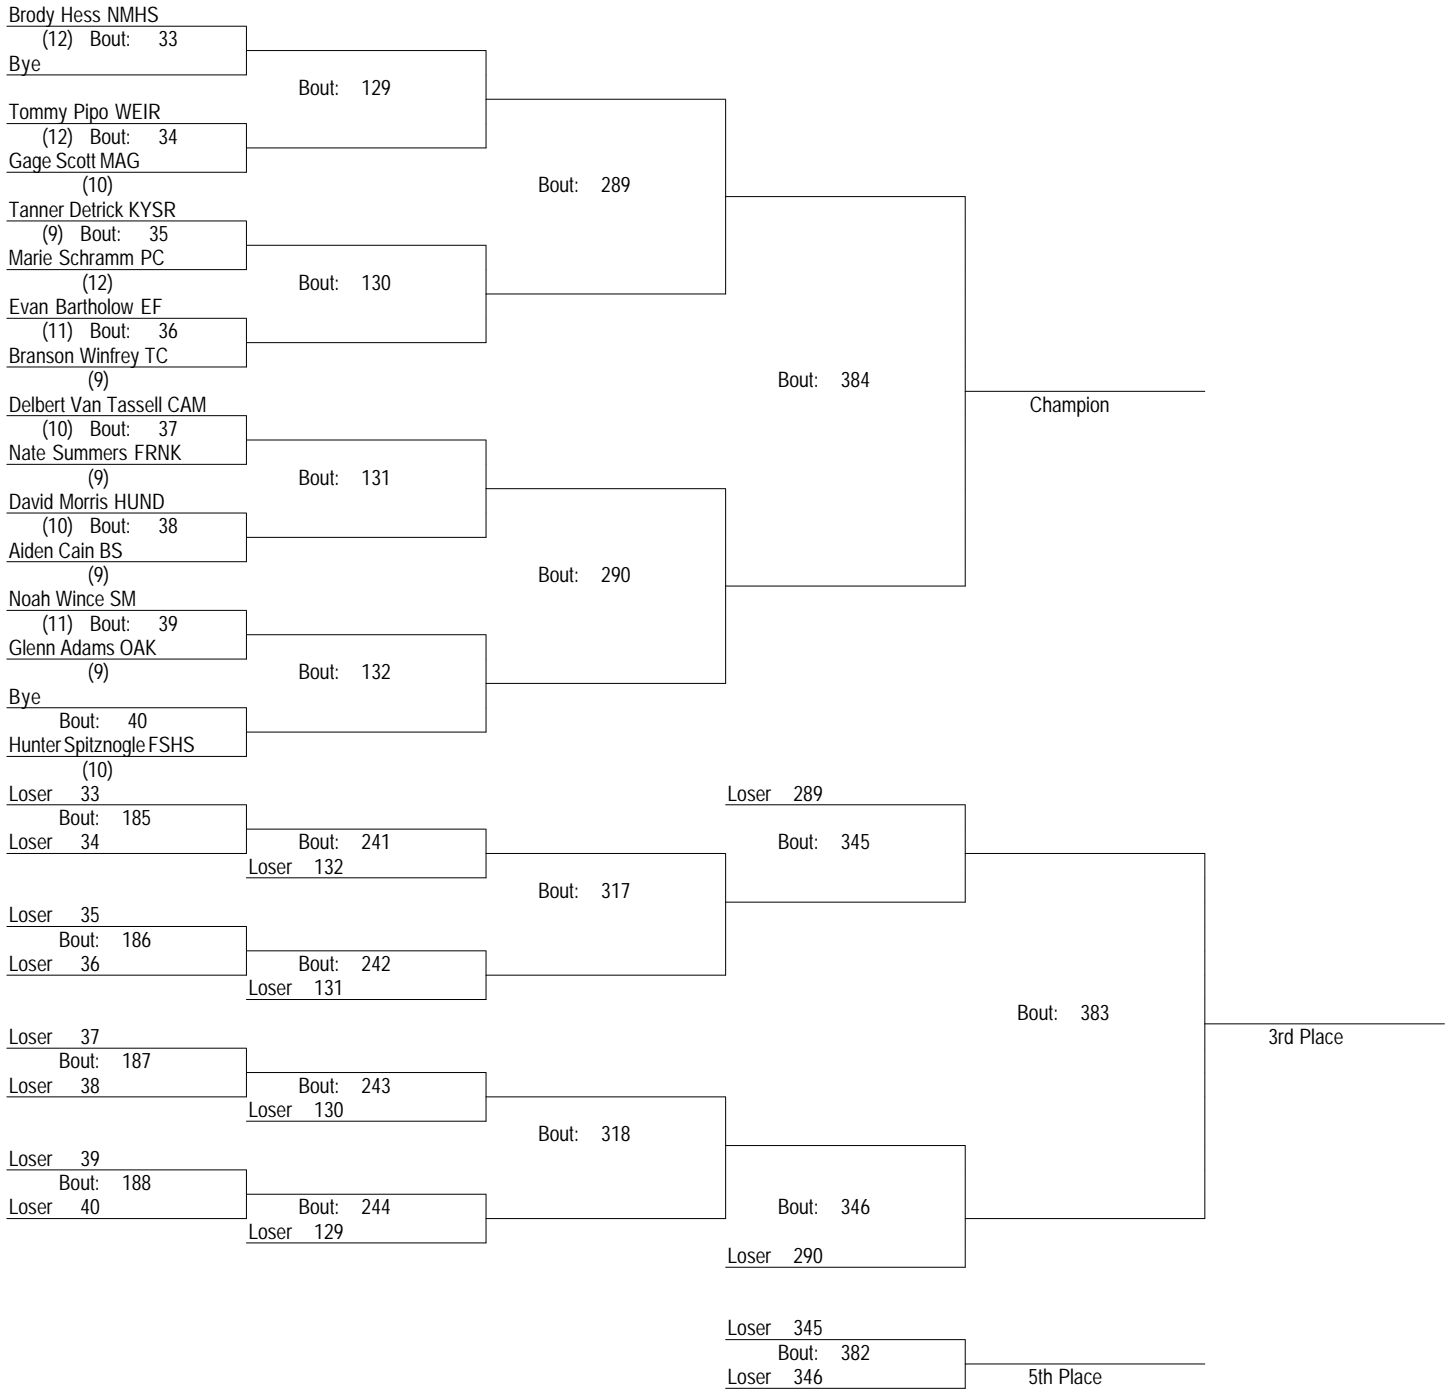 Brody Hess NMHS
(12) Bout: 33
Bye
Bout: 129
Tommy Pipo WEIR
(12) Bout: 34
Gage Scott MAG
(10)
Bout: 289
Tanner Detrick KYSR
(9) Bout: 35
Marie Schramm PC
(12)
Bout: 130
Evan Bartholow EF
(11) Bout: 36
Branson Winfrey TC
(9)
Bout: 384
Champion
Delbert Van Tassell CAM
(10) Bout: 37
Nate Summers FRNK
(9)
Bout: 131
David Morris HUND
(10) Bout: 38
Aiden Cain BS
(9)
Bout: 290
Noah Wince SM
(11) Bout: 39
Glenn Adams OAK
(9)
Bout: 132
Bye
Bout: 40
Hunter Spitznogle FSHS
(10)
Loser 33
Bout: 185
Loser 34
Bout: 241
Loser 132
Loser 289
Bout: 345
Bout: 317
Loser 35
Bout: 186
Loser 36
Bout: 242
Loser 131
Bout: 383
3rd Place
Loser 37
Bout: 187
Loser 38
Bout: 243
Loser 130
Bout: 318
Loser 39
Bout: 188
Loser 40
Bout: 244
Loser 129
Bout: 346
Loser 290
Loser 345
Bout: 382
Loser 346
5th Place